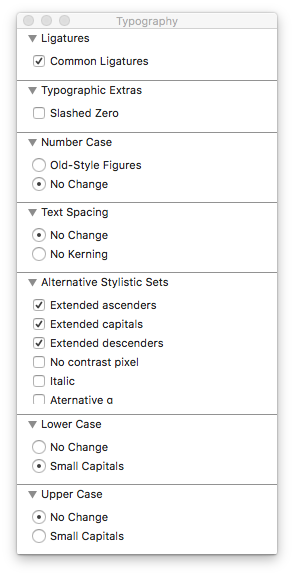 Typography
Ligatures
Common Ligatures
Typographic Extras
Slashed Zero
Number Case
Old-Style Figures
No Change
Text Spacing
No Change
No Kerning
Alternative Stylistic Sets
Extended ascenders
Extended capitals
Extended descenders
No contrast pixel
Italic
Aternative ɑ
Lower Case
No Change
Small Capitals
Upper Case
No Change
Small Capitals